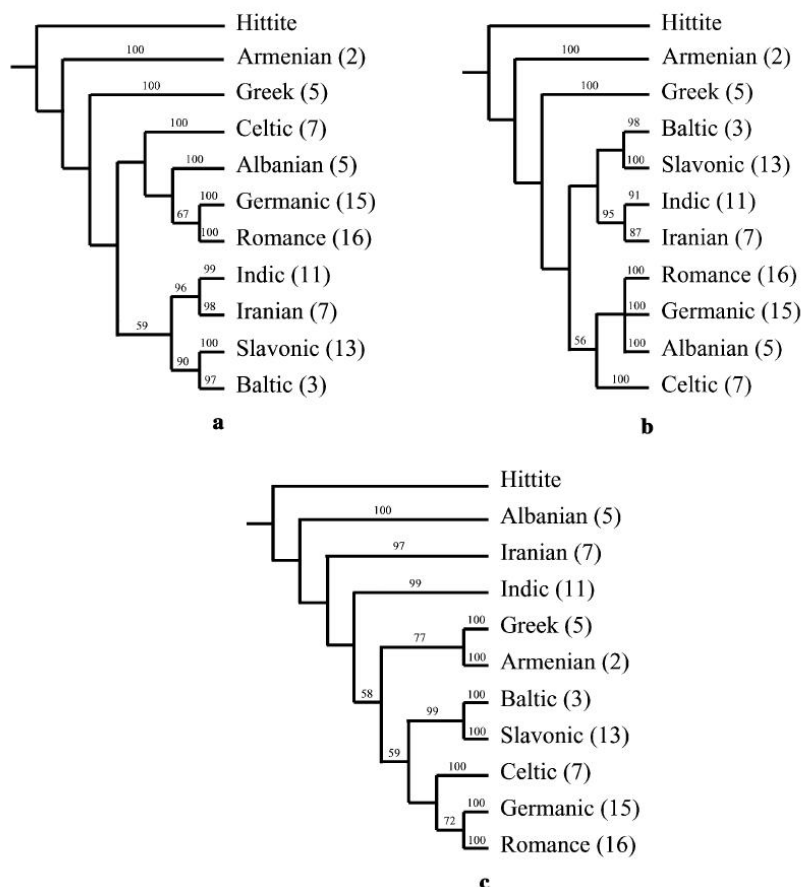 Hittite
100
Armenian (2)
100
Greek (5)
100
Celtic (7)
100
Albanian (5)
100
Germanic (15)
67
100
Romance (16)
99
Indic (11)
96
98
Iranian (7)
59
100
Slavonic (13)
90
97
Baltic (3)
a
Hittite
100
Armenian (2)
100
Greek (5)
98
Baltic (3)
100
Slavonic (13)
91
Indic (11)
95
87
Iranian (7)
100
Romance (16)
100
Germanic (15)
56
100
Albanian (5)
100
Celtic (7)
b
Hittite
100
Albanian (5)
97
Iranian (7)
99
Indic (11)
100
Greek (5)
77
100
Armenian (2)
58
100
Baltic (3)
99
100
Slavonic (13)
59
100
Celtic (7)
100
Germanic (15)
72
100
Romance (16)
c